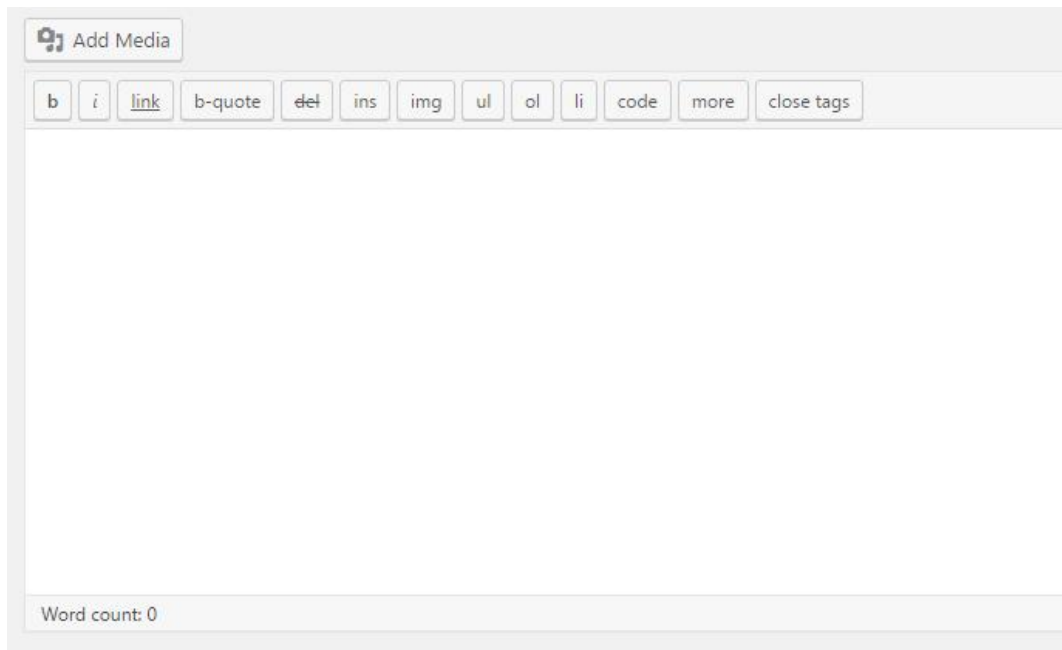 Add Media
b i link b-quote del ins img ul ol li code more close tags
Word count: 0